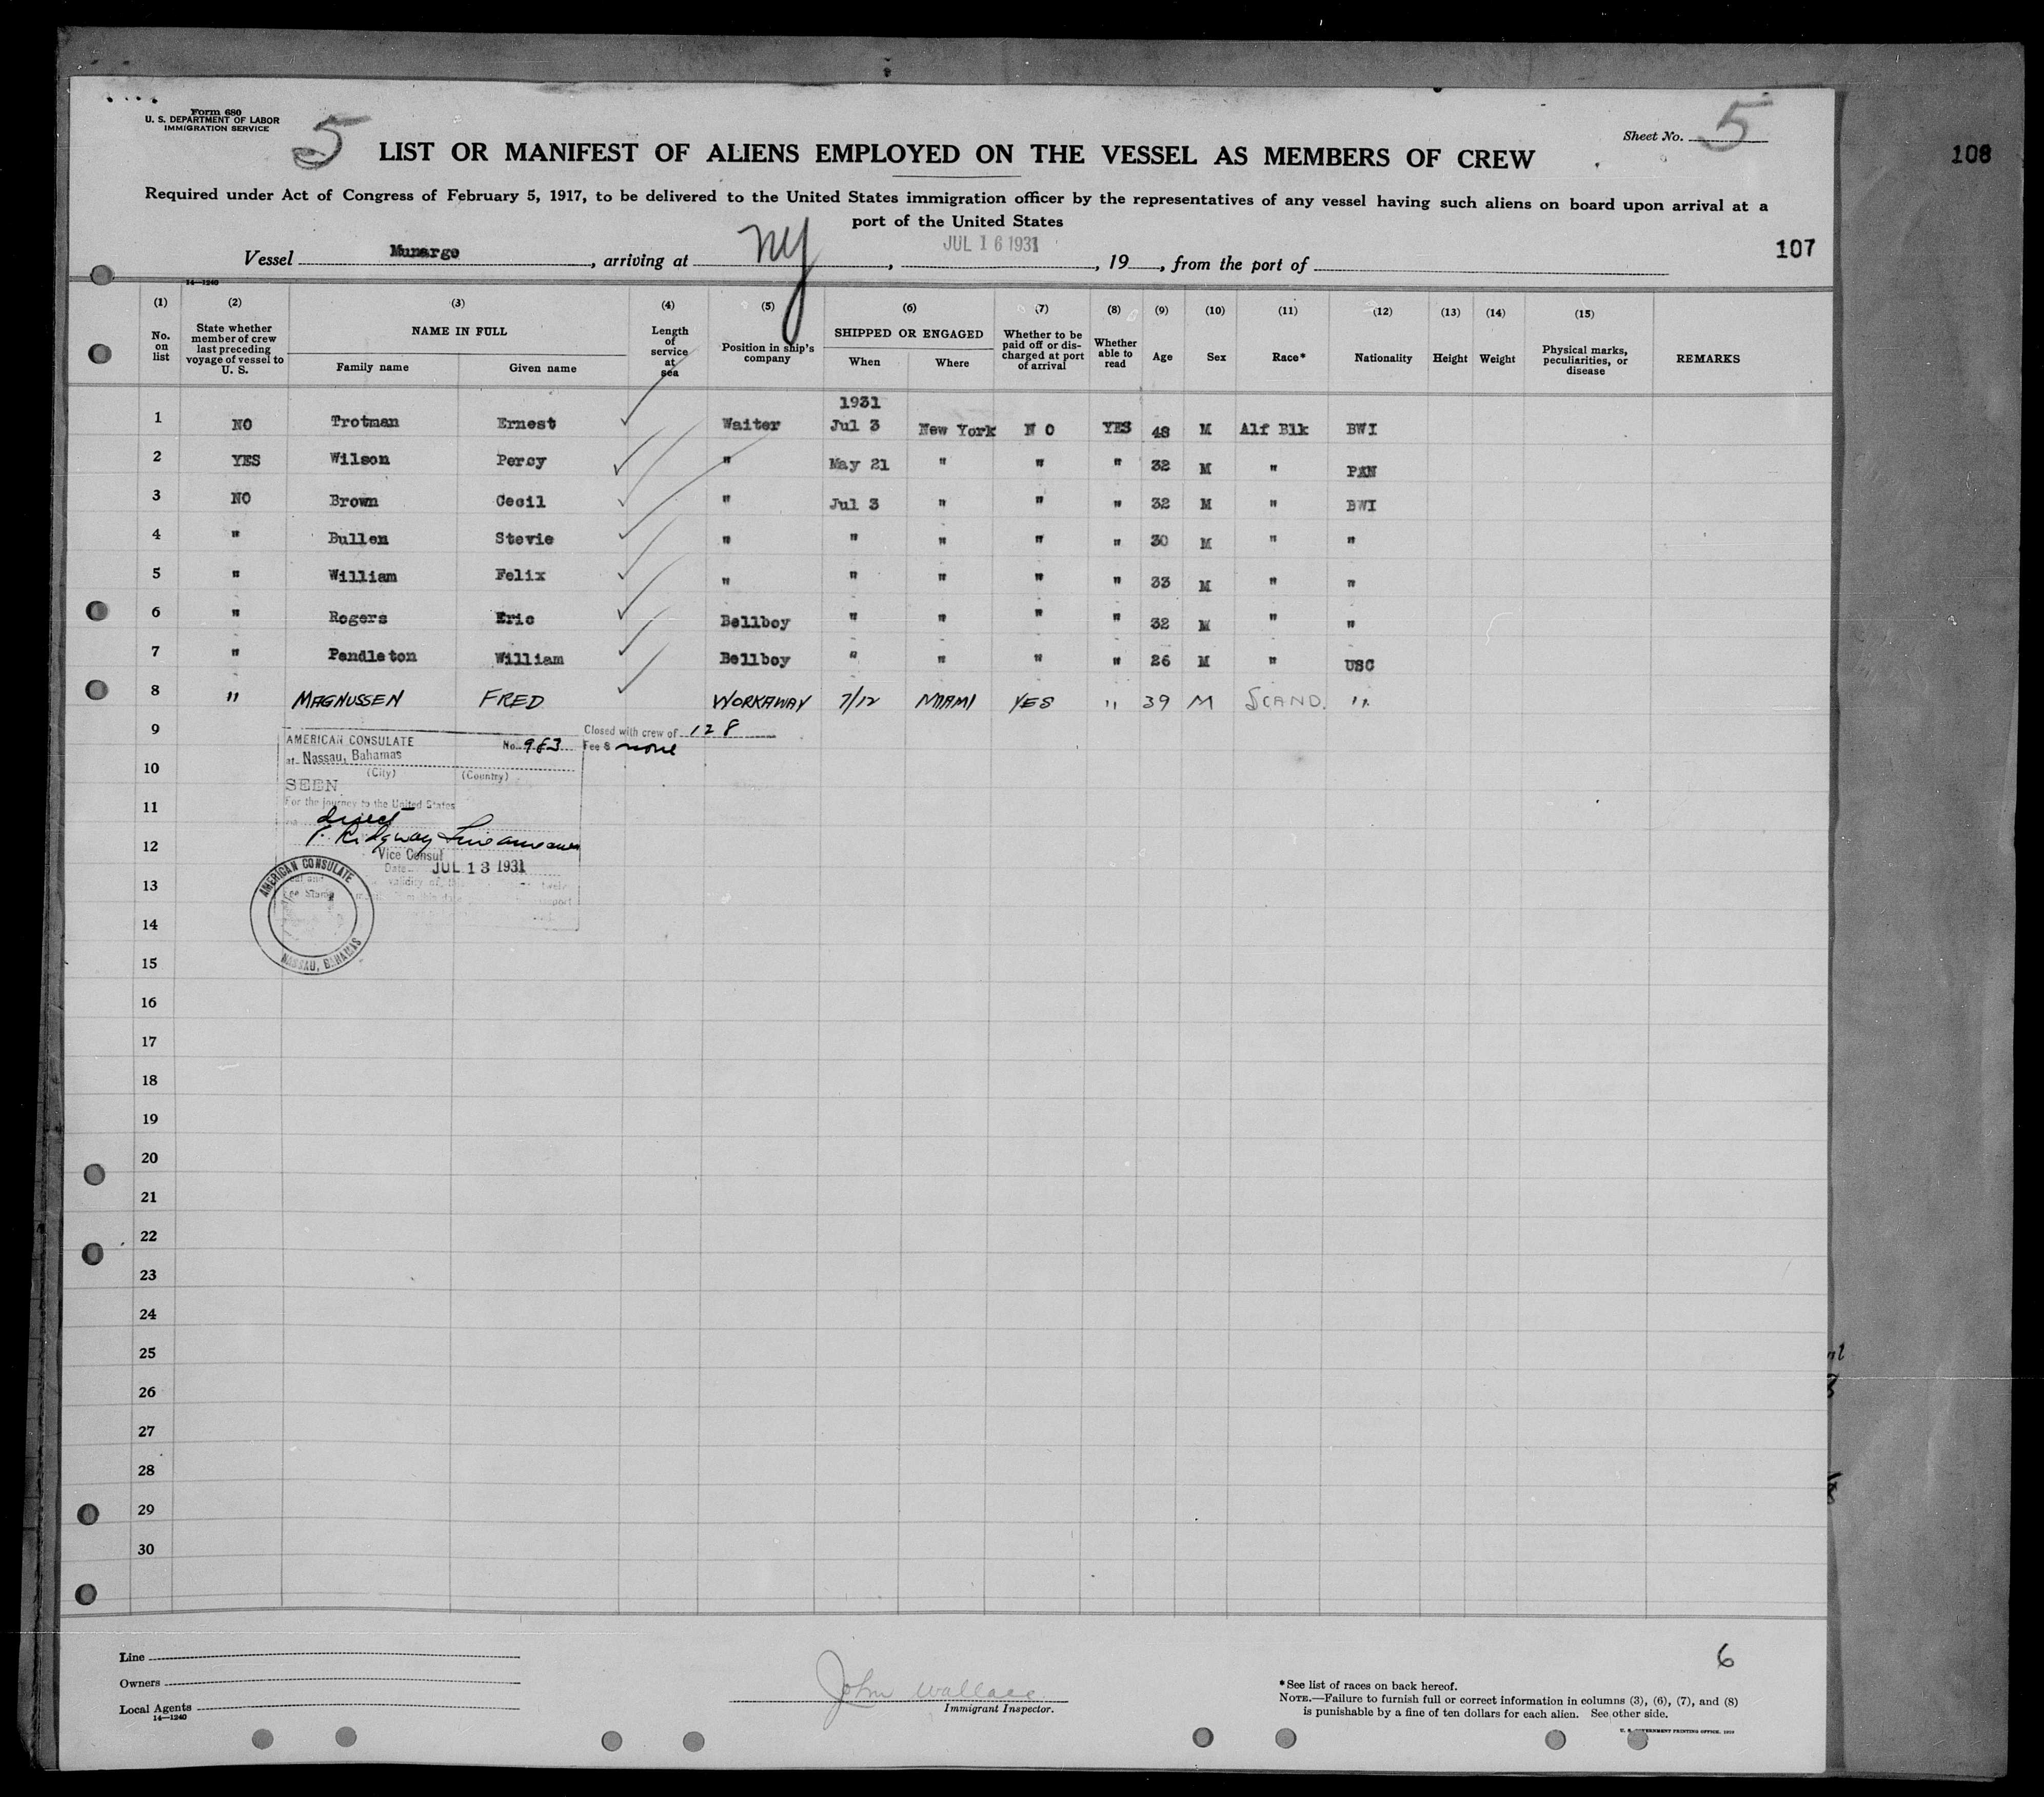 Form 680
U. S. DEPARTMENT OF LABOR
IMMIGRATION SERVICE
5
Sheet No. 5
LIST OR MANIFEST OF ALIENS EMPLOYED ON THE VESSEL AS MEMBERS OF CREW
108
Required under Act of Congress of February 5, 1917, to be delivered to the United States immigration officer by the representatives of any vessel having such aliens on board upon arrival at a
port of the United States
107
Vessel Munargo, arriving at NY, JUL 16 1931, 19, from the port of
14—1240
(1) (2) (3) (4) (5) (6) (7) (8) (9) (10) (11) (12) (13) (14) (15)
No. on list State whether member of crew last preceding voyage of vessel to U. S. NAME IN FULL Family name Given name Length of service at sea Position in ship's company SHIPPED OR ENGAGED When Where Whether to be paid off or discharged at port of arrival Whether able to read Age Sex Race* Nationality Height Weight Physical marks, peculiarities, or disease REMARKS
1931
1 NO Trotman Ernest Waiter Jul 3 New York N O YES 48 M Alf Blk BWI
2 YES Wilson Percy " May 21 " " " 32 M " PAN
3 NO Brown Cecil " Jul 3 " " " 32 M " BWI
4 " Bullen Stevie " " " " " 30 M " "
5 " William Felix " " " " " 33 M " "
6 " Rogers Eric Bellboy " " " " 32 M " "
7 " Pendleton William Bellboy " " " " 26 M " USC
8 " MAGNUSSEN FRED WORKAWAY 7/12 MIAMI YES " 39 M SCAND. "
9
Closed with crew of 128
AMERICAN CONSULATE No. 983 Fee $ none
at Nassau, Bahamas
(City) (Country)
10
SEEN
For the journey to the United States
11
direct
Ridgway
12
Vice Consul
Date JUL 13 1931
13
AMERICAN CONSULATE
NASSAU, BAHAMAS
14
15
16
17
18
19
20
21
22
23
24
25
26
27
28
29
30
Line
Owners
Local Agents
14—1240
John Wallace
Immigrant Inspector.
6
*See list of races on back hereof.
NOTE.—Failure to furnish full or correct information in columns (3), (6), (7), and (8)
is punishable by a fine of ten dollars for each alien. See other side.